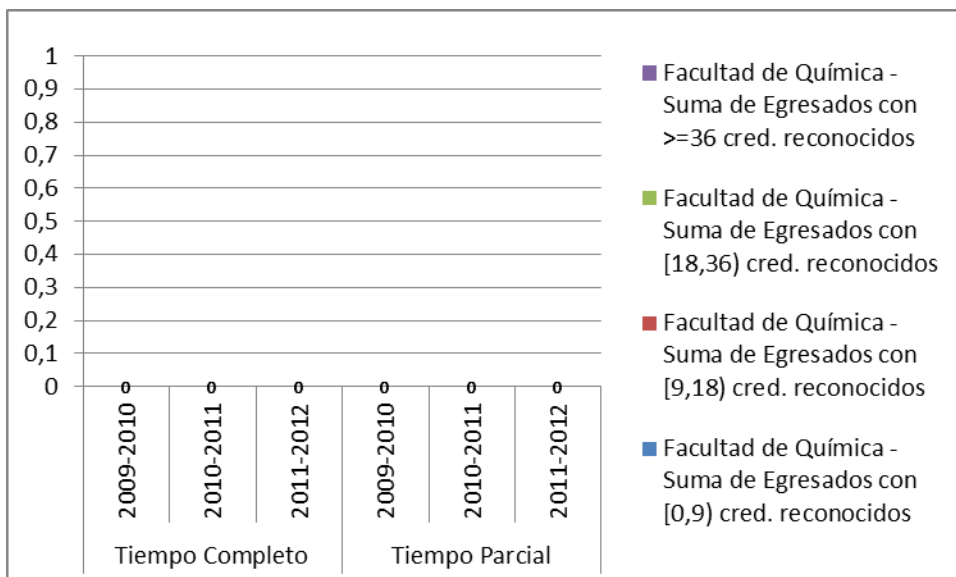 1
0,9
0,8
0,7
0,6
0,5
0,4
0,3
0,2
0,1
0
0 0 0 0 0 0
2009-2010
2010-2011
2011-2012
2009-2010
2010-2011
2011-2012
Tiempo Completo
Tiempo Parcial
Facultad de Química -
Suma de Egresados con
>=36 cred. reconocidos
Facultad de Química -
Suma de Egresados con
[18,36) cred. reconocidos
Facultad de Química -
Suma de Egresados con
[9,18) cred. reconocidos
Facultad de Química -
Suma de Egresados con
[0,9) cred. reconocidos